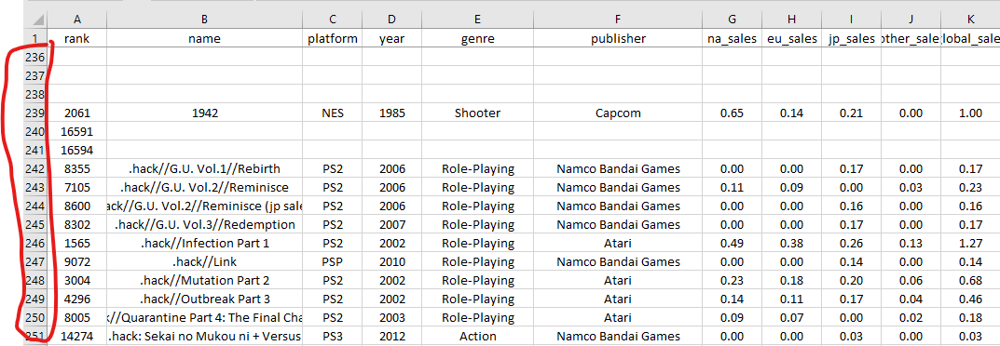 A B C D E F G H I J K
1 rank name platform year genre publisher na_sales eu_sales jp_sales other_sale global_sale
236
237
238
239 2061 1942 NES 1985 Shooter Capcom 0.65 0.14 0.21 0.00 1.00
240 16591
241 16594
242 8355 .hack//G.U. Vol.1//Rebirth PS2 2006 Role-Playing Namco Bandai Games 0.00 0.00 0.17 0.00 0.17
243 7105 .hack//G.U. Vol.2//Reminisce PS2 2006 Role-Playing Namco Bandai Games 0.11 0.09 0.00 0.03 0.23
244 8600 ack//G.U. Vol.2//Reminisce (jp sale PS2 2006 Role-Playing Namco Bandai Games 0.00 0.00 0.16 0.00 0.16
245 8302 .hack//G.U. Vol.3//Redemption PS2 2007 Role-Playing Namco Bandai Games 0.00 0.00 0.17 0.00 0.17
246 1565 .hack//Infection Part 1 PS2 2002 Role-Playing Atari 0.49 0.38 0.26 0.13 1.27
247 9072 .hack//Link PSP 2010 Role-Playing Namco Bandai Games 0.00 0.00 0.14 0.00 0.14
248 3004 .hack//Mutation Part 2 PS2 2002 Role-Playing Atari 0.23 0.18 0.20 0.06 0.68
249 4296 .hack//Outbreak Part 3 PS2 2002 Role-Playing Atari 0.14 0.11 0.17 0.04 0.46
250 8005 k//Quarantine Part 4: The Final Cha PS2 2003 Role-Playing Atari 0.09 0.07 0.00 0.02 0.18
251 14274 .hack: Sekai no Mukou ni + Versus PS3 2012 Action Namco Bandai Games 0.00 0.00 0.03 0.00 0.03